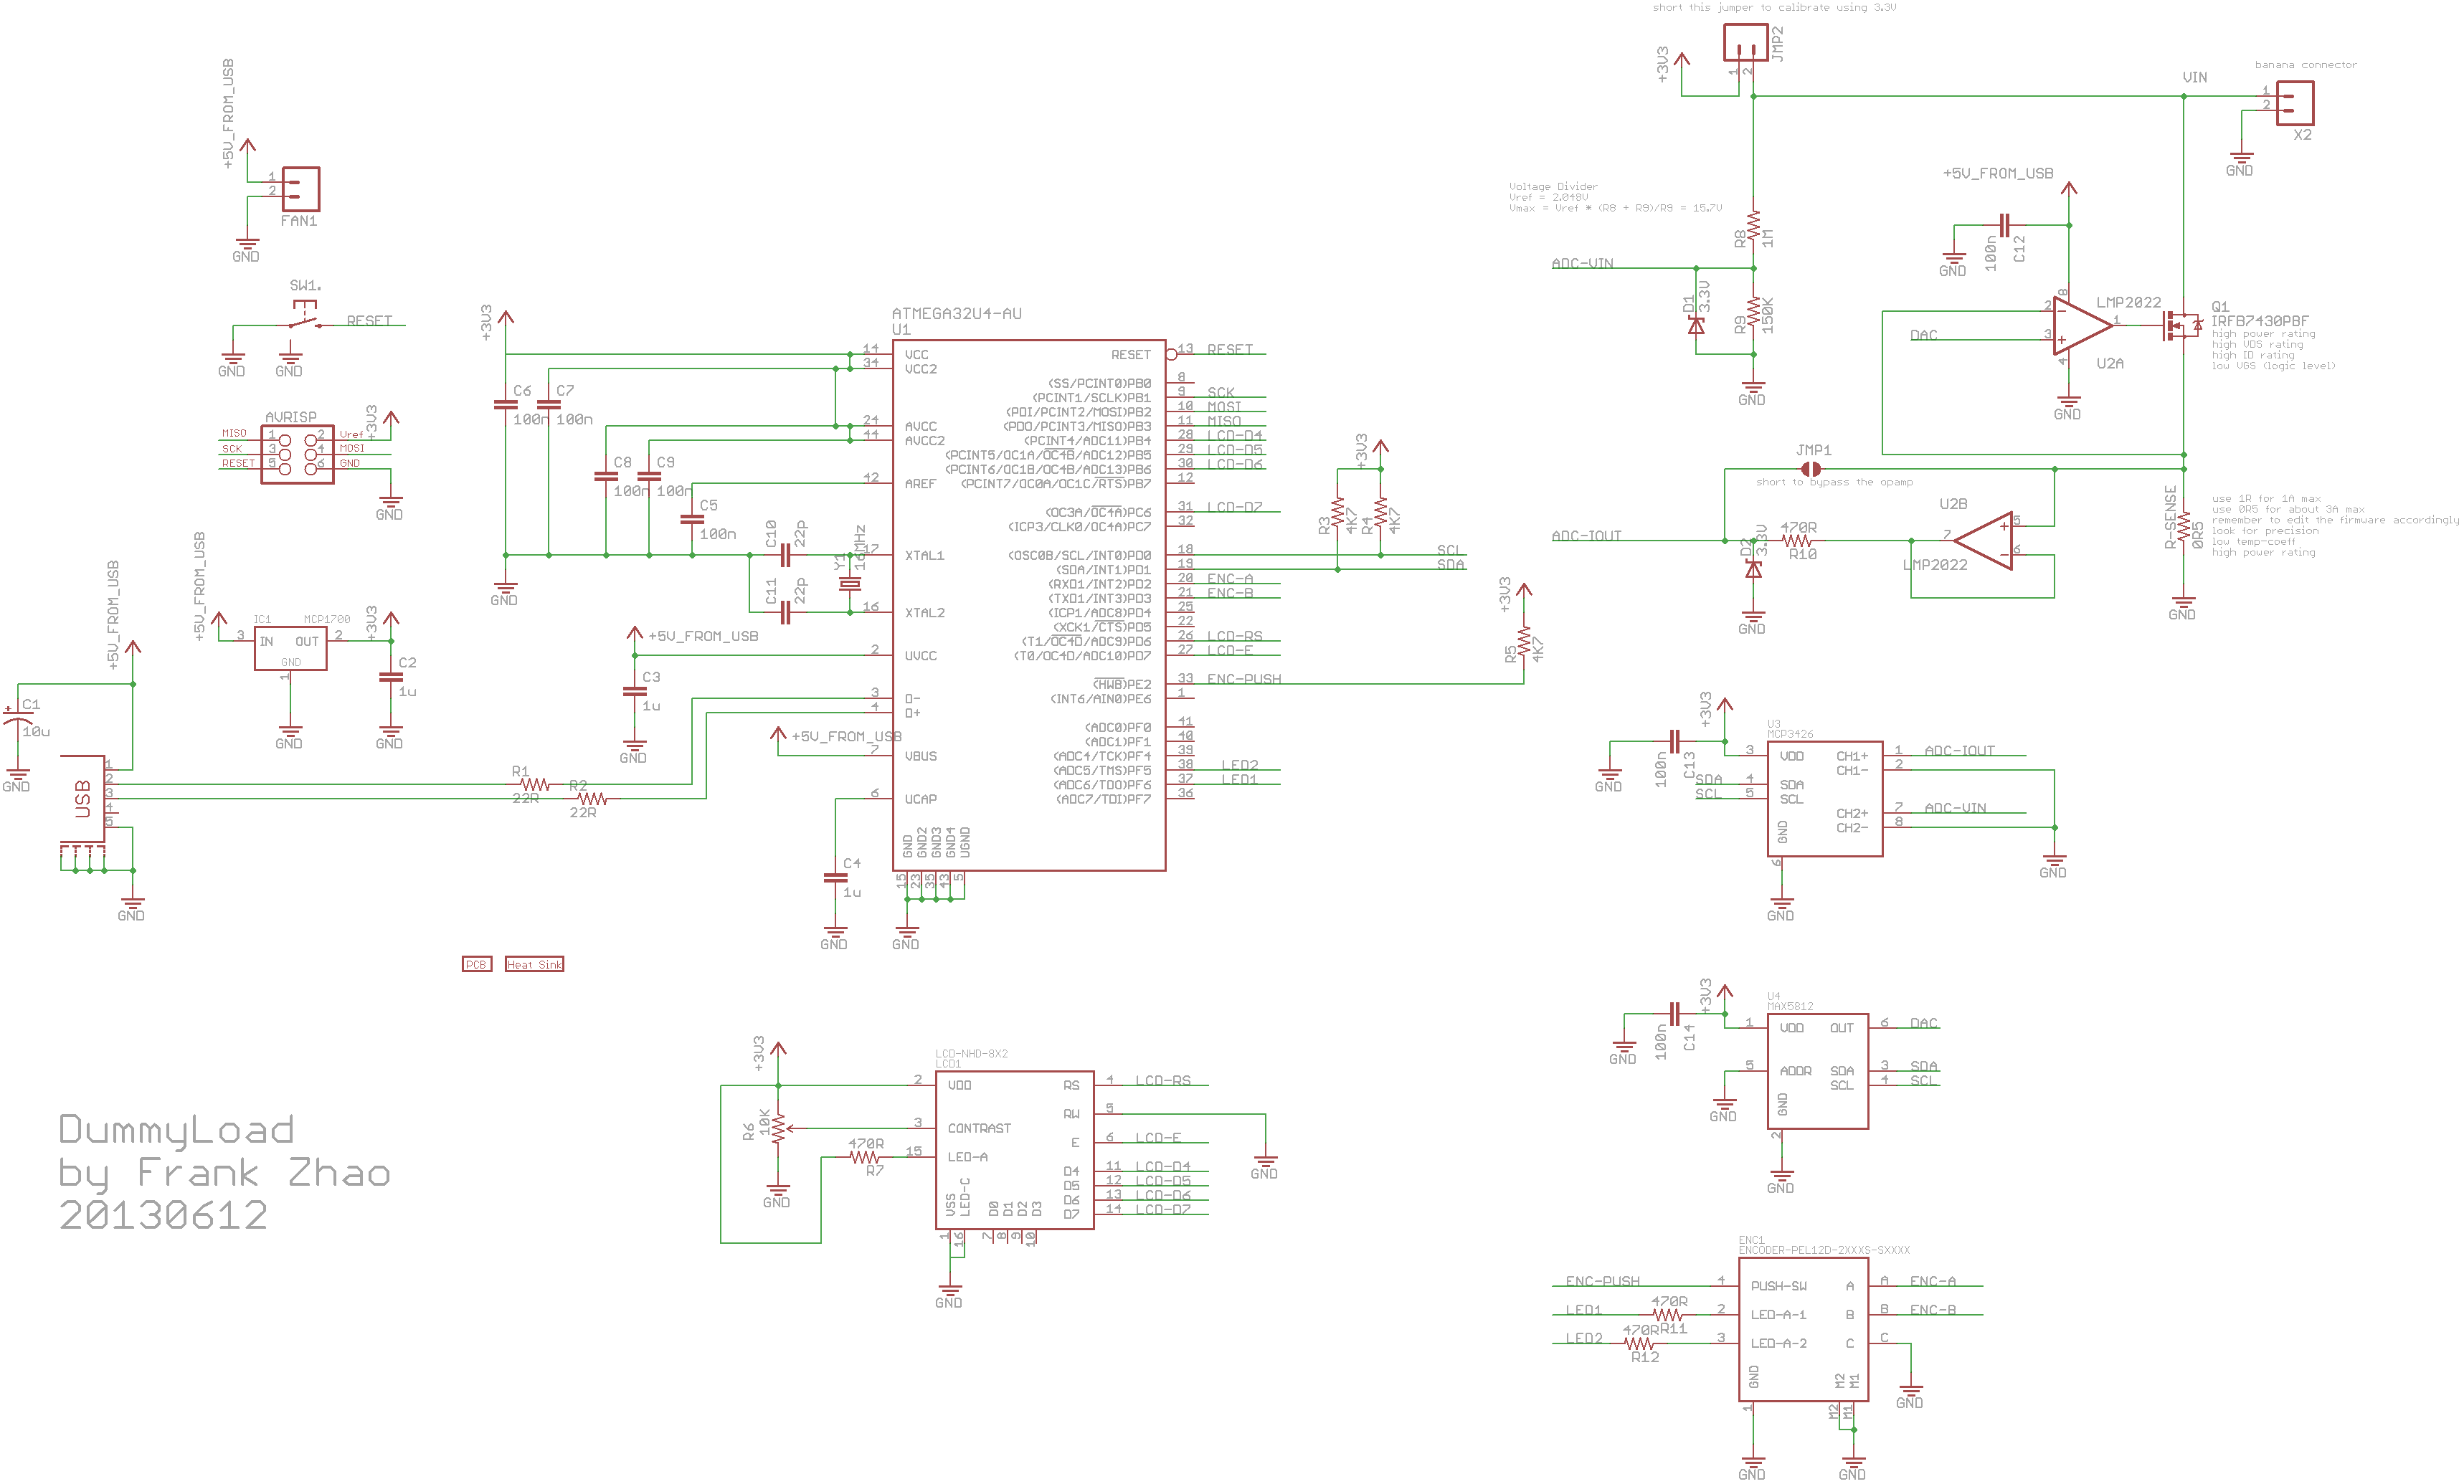 short this jumper to calibrate using 3.3V
JMP2
+3V3
1
2
VIN
banana connector
1
2
X2
GND
+5V_FROM_USB
1
2
FAN1
GND
Voltage Divider
Vref = 2.048V
Vmax = Vref * (R8 + R9)/R9 = 15.7V
R8
1M
ADC-VIN
D1
3.3V
R9
150K
GND
+5V_FROM_USB
GND
100n
C12
8
LMP2022
2
3
1
4
DAC
U2A
GND
Q1
IRFB7430PBF
high power rating
high VDS rating
high ID rating
low VGS (logic level)
SW1.
RESET
GND
GND
AVRISP
MISO
SCK
RESET
1
3
5
2
4
6
Vref
MOSI
GND
+3V3
GND
+5V_FROM_USB
IC1
MCP1700
3
IN
OUT
2
GND
1
+3V3
C2
1u
GND
GND
+5V_FROM_USB
C1
10u
GND
USB
1
2
3
4
5
GND
R1
22R
R2
22R
+3V3
C6
100n
C7
100n
C8
100n
C9
100n
C5
100n
C10
22P
C11
22P
Y1
16MHz
GND
+5V_FROM_USB
C3
1u
GND
+5V_FROM_USB
C4
1u
GND
GND
ATMEGA32U4-AU
U1
14 VCC
34 VCC2
24 AVCC
44 AVCC2
42 AREF
17 XTAL1
16 XTAL2
2 UVCC
3 D-
4 D+
7 VBUS
6 UCAP
GND
GND2
GND3
GND4
UGND
15
23
35
43
5
RESET 13 RESET
(SS/PCINT0)PB0 8
(PCINT1/SCLK)PB1 9 SCK
(PDI/PCINT2/MOSI)PB2 10 MOSI
(PDO/PCINT3/MISO)PB3 11 MISO
(PCINT4/ADC11)PB4 28 LCD-D4
(PCINT5/OC1A/OC4B/ADC12)PB5 29 LCD-D5
(PCINT6/OC1B/OC4B/ADC13)PB6 30 LCD-D6
(PCINT7/OC0A/OC1C/RTS)PB7 12
(OC3A/OC4A)PC6 31 LCD-D7
(ICP3/CLK0/OC4A)PC7 32
(OSC0B/SCL/INT0)PD0 18 SCL
(SDA/INT1)PD1 19 SDA
(RXD1/INT2)PD2 20 ENC-A
(TXD1/INT3)PD3 21 ENC-B
(ICP1/ADC8)PD4 25
(XCK1/CTS)PD5 22
(T1/OC4D/ADC9)PD6 26 LCD-RS
(T0/OC4D/ADC10)PD7 27 LCD-E
(HWB)PE2 33 ENC-PUSH
(INT6/AIN0)PE6 1
(ADC0)PF0 41
(ADC1)PF1 40
(ADC4/TCK)PF4 39
(ADC5/TMS)PF5 38 LED2
(ADC6/TDO)PF6 37 LED1
(ADC7/TDI)PF7 36
+3V3
R3
4K7
R4
4K7
+3V3
R5
4K7
JMP1
short to bypass the opamp
U2B
5
6
7
LMP2022
470R
R10
ADC-IOUT
D2
3.3V
GND
R-SENSE
0R5
GND
use 1R for 1A max
use 0R5 for about 3A max
remember to edit the firmware accordingly
look for precision
low temp-coeff
high power rating
+3V3
GND
100n
C13
U3
MCP3426
3 VDD
SDA 4 SDA
SCL 5 SCL
GND
6
CH1+ 1 ADC-IOUT
CH1- 2
CH2+ 7 ADC-VIN
CH2- 8
GND
GND
PCB
Heat Sink
+3V3
GND
100n
C14
U4
MAX5812
1 VDD
OUT 6 DAC
5 ADDR
SDA 3 SDA
SCL 4 SCL
GND
2
GND
GND
+3V3
R6
10K
GND
470R
R7
LCD-NHD-8X2
LCD1
2 VDD
3 CONTRAST
15 LED-A
VSS
LED-C
D0
D1
D2
D3
1
16
7
8
9
10
RS 4 LCD-RS
RW 5
E 6 LCD-E
D4 11 LCD-D4
D5 12 LCD-D5
D6 13 LCD-D6
D7 14 LCD-D7
GND
GND
DummyLoad
by Frank Zhao
20130612
ENC1
ENCODER-PEL12D-2XXXS-SXXXX
ENC-PUSH 4 PUSH-SW
LED1 470R R11 2 LED-A-1
LED2 470R R12 3 LED-A-2
A A ENC-A
B B ENC-B
C C
GND
M2
M1
1
M2
M1
GND
GND
GND